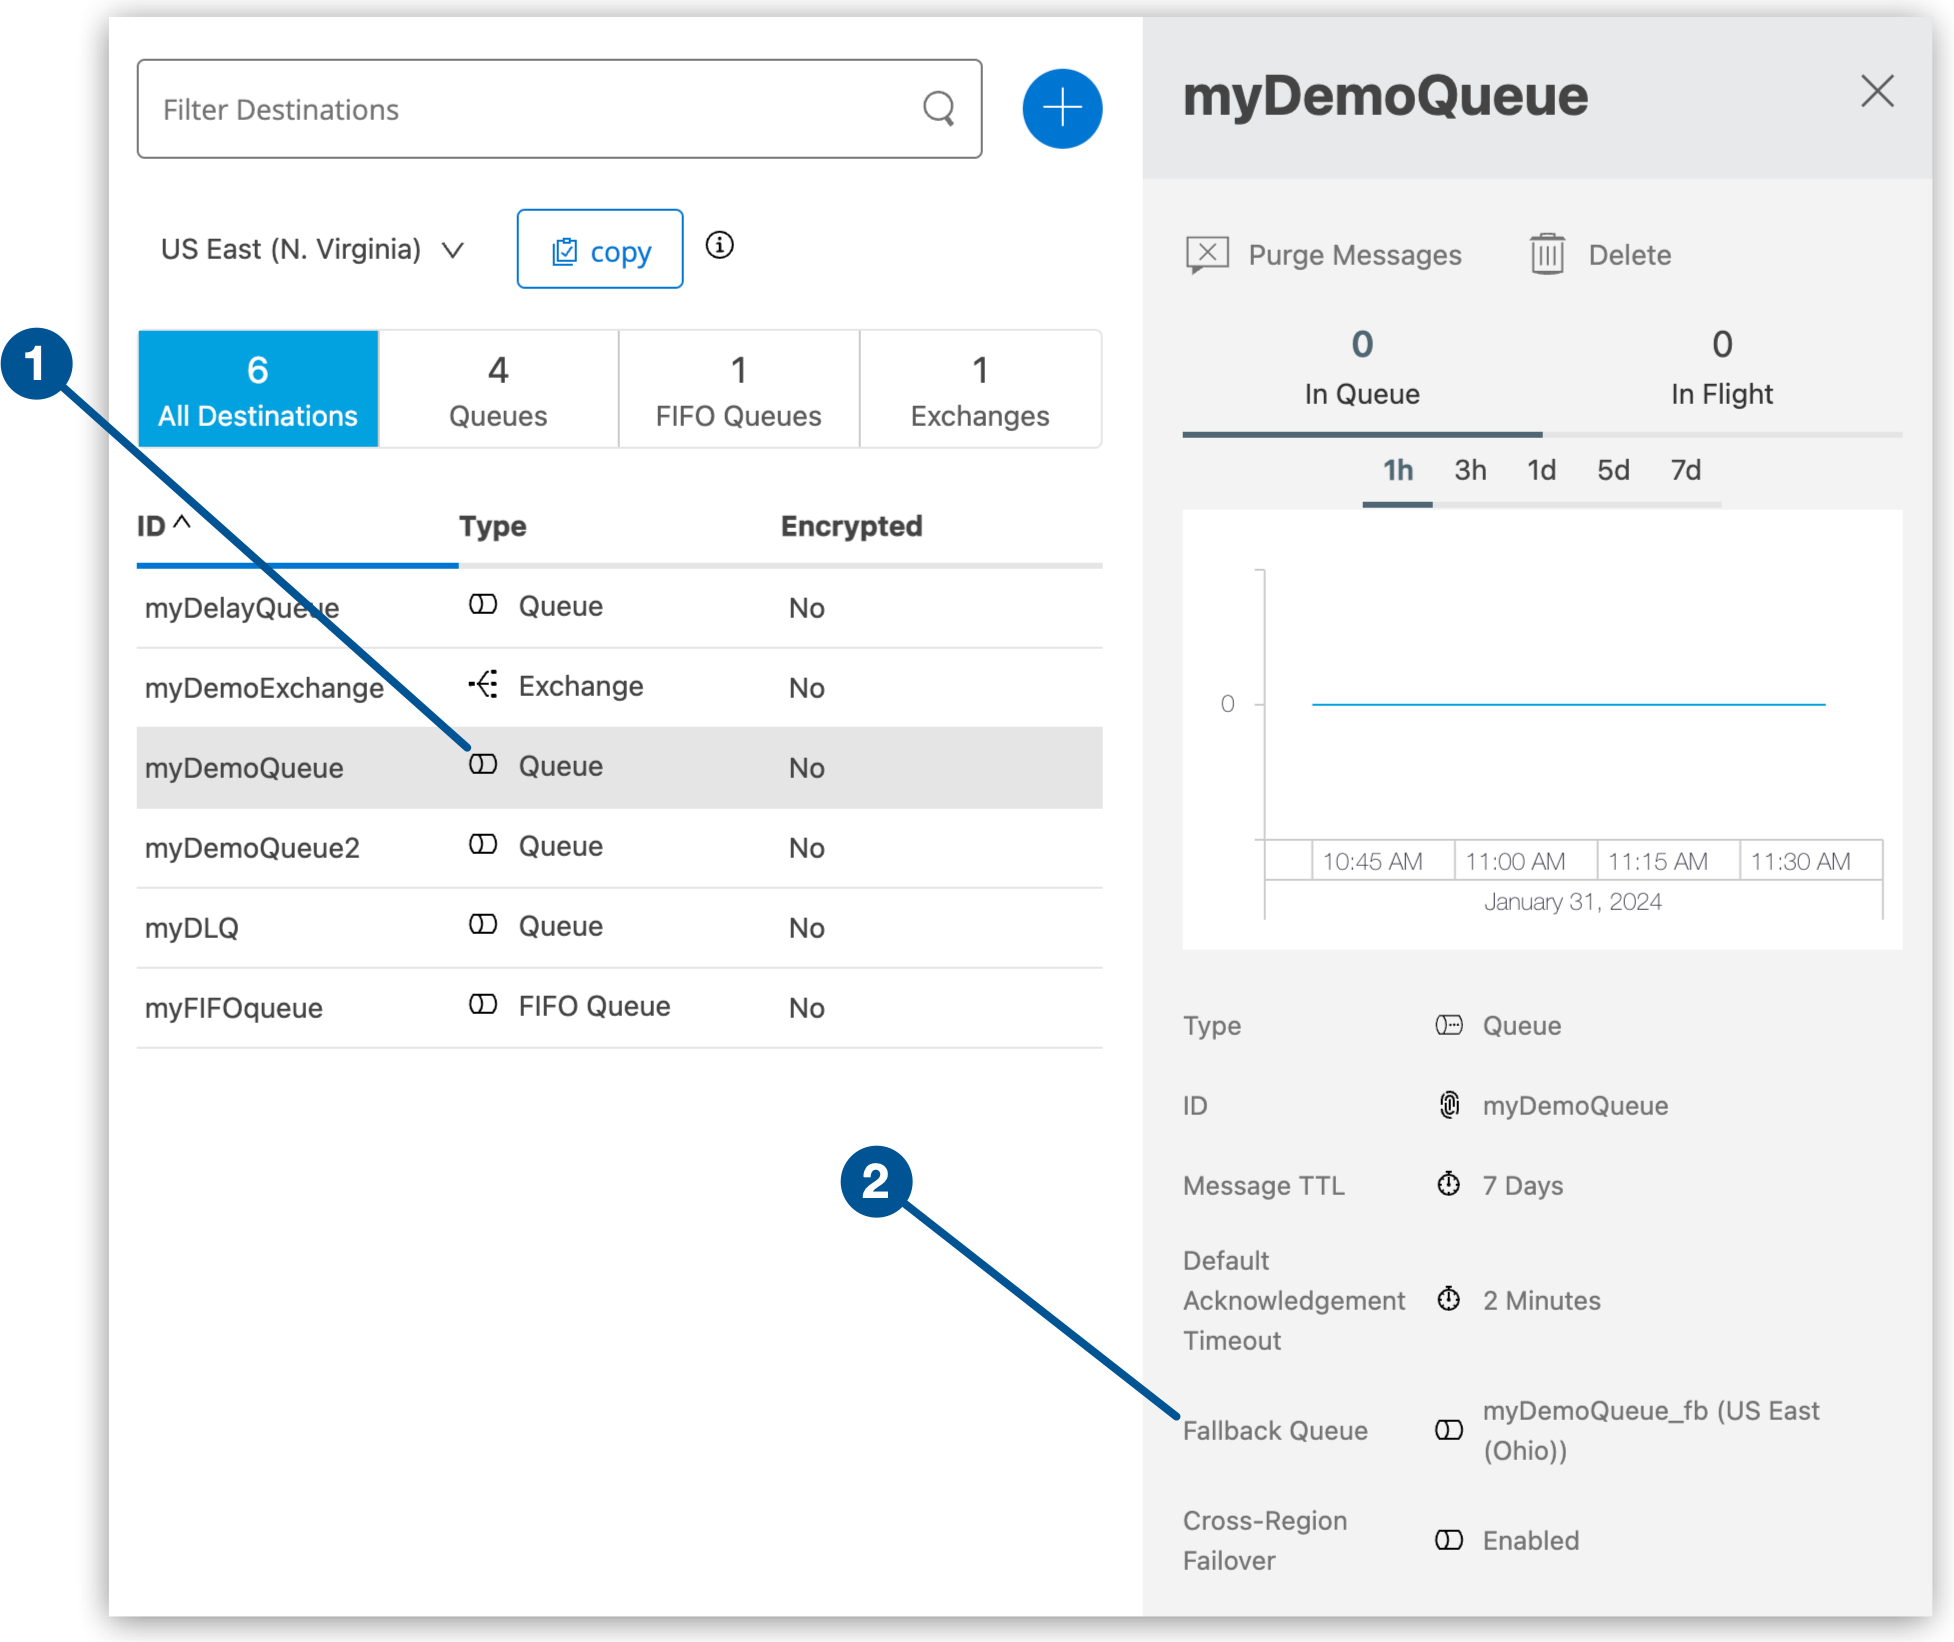 Filter Destinations
US East (N. Virginia)
copy
1
6
All Destinations
4
Queues
1
FIFO Queues
1
Exchanges
ID
Type
Encrypted
myDelayQueue
Queue
No
myDemoExchange
Exchange
No
myDemoQueue
Queue
No
myDemoQueue2
Queue
No
myDLQ
Queue
No
myFIFOqueue
FIFO Queue
No
2
myDemoQueue
Purge Messages
Delete
0
In Queue
0
In Flight
1h
3h
1d
5d
7d
0
10:45 AM
11:00 AM
11:15 AM
11:30 AM
January 31, 2024
Type
Queue
ID
myDemoQueue
Message TTL
7 Days
Default
Acknowledgement
Timeout
2 Minutes
Fallback Queue
myDemoQueue_fb (US East
(Ohio))
Cross-Region
Failover
Enabled